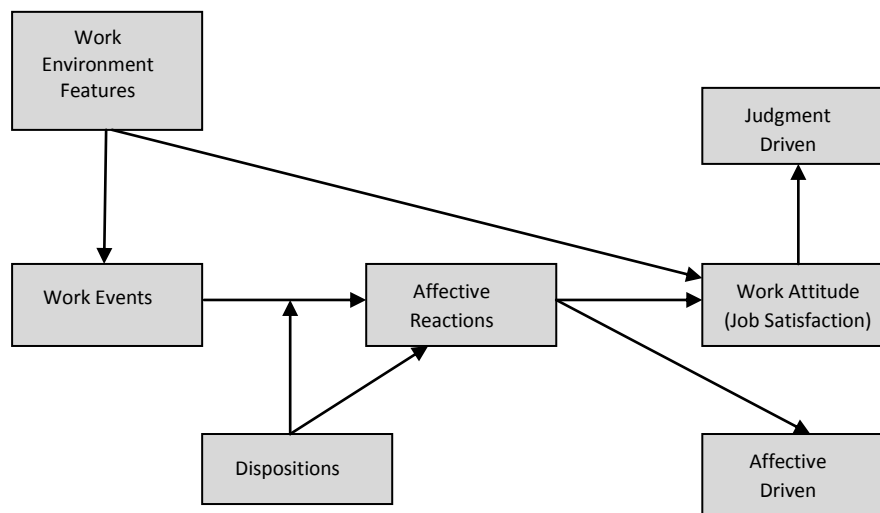 Work
Environment
Features
Judgment
Driven
Work Events
Affective
Reactions
Work Attitude
(Job Satisfaction)
Dispositions
Affective
Driven